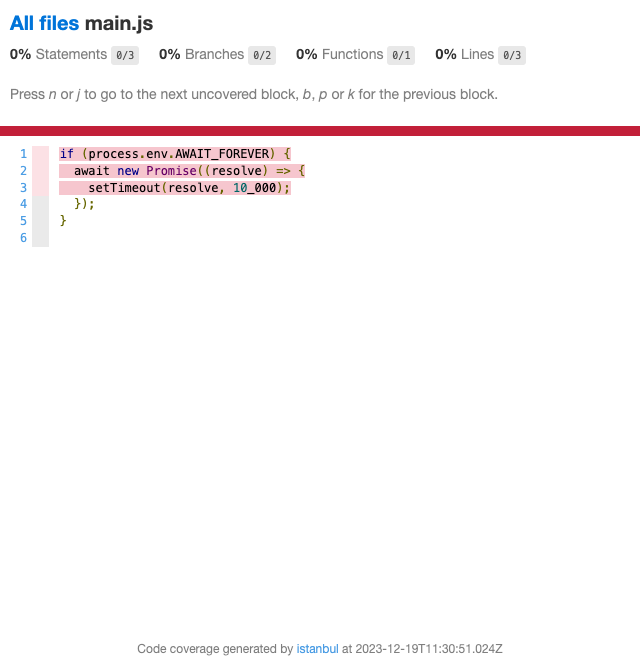 All files main.js
0% Statements 0/3 0% Branches 0/2 0% Functions 0/1 0% Lines 0/3
Press n or j to go to the next uncovered block, b, p or k for the previous block.
1 if (process.env.AWAIT_FOREVER) {
2   await new Promise((resolve) => {
3     setTimeout(resolve, 10_000);
4   });
5 }
6
Code coverage generated by istanbul at 2023-12-19T11:30:51.024Z